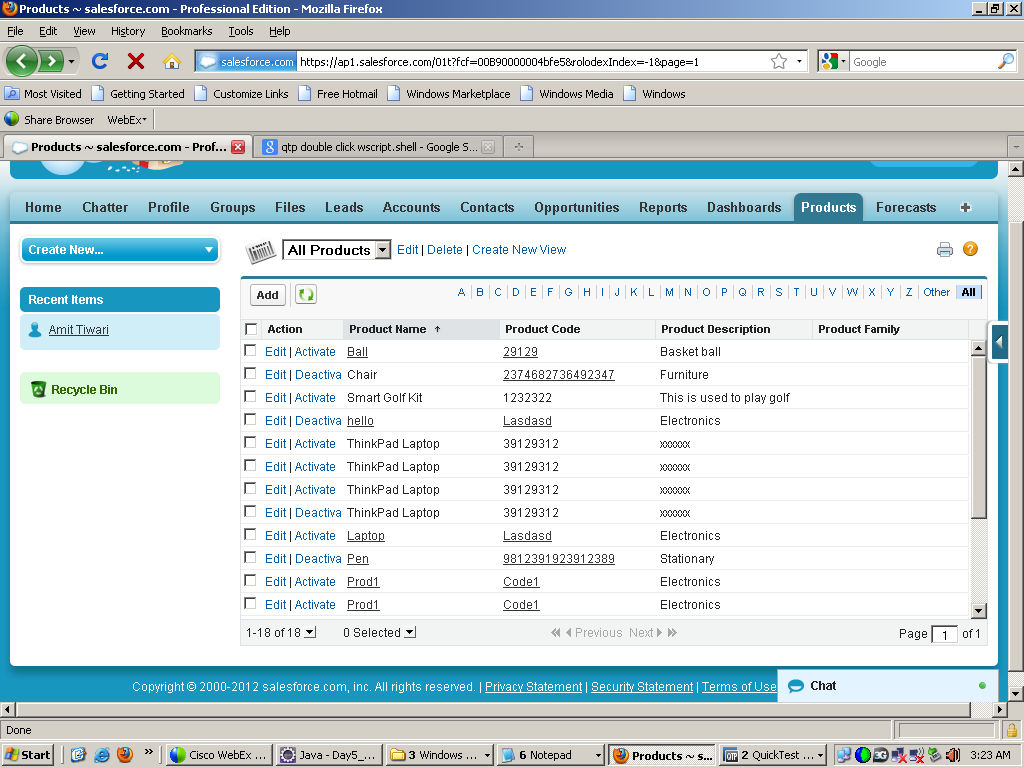 Products ~ salesforce.com - Professional Edition - Mozilla Firefox
File Edit View History Bookmarks Tools Help
salesforce.com https://ap1.salesforce.com/01t?fcf=00B90000004bfe5&rolodexIndex=-1&page=1 Google
Most Visited Getting Started Customize Links Free Hotmail Windows Marketplace Windows Media Windows
Share Browser WebEx
Products ~ salesforce.com - Prof... qtp double click wscript.shell - Google S...
Home Chatter Profile Groups Files Leads Accounts Contacts Opportunities Reports Dashboards Products Forecasts +
Create New... All Products Edit | Delete | Create New View ?
Recent Items
Amit Tiwari
Recycle Bin
Add A B C D E F G H I J K L M N O P Q R S T U V W X Y Z Other All
Action Product Name Product Code Product Description Product Family
Edit | Activate Ball 29129 Basket ball
Edit | Deactiva Chair 2374682736492347 Furniture
Edit | Activate Smart Golf Kit 1232322 This is used to play golf
Edit | Deactiva hello Lasdasd Electronics
Edit | Activate ThinkPad Laptop 39129312 xxxxxx
Edit | Activate ThinkPad Laptop 39129312 xxxxxx
Edit | Activate ThinkPad Laptop 39129312 xxxxxx
Edit | Deactiva ThinkPad Laptop 39129312 xxxxxx
Edit | Activate Laptop Lasdasd Electronics
Edit | Deactiva Pen 9812391923912389 Stationary
Edit | Activate Prod1 Code1 Electronics
Edit | Activate Prod1 Code1 Electronics
1-18 of 18 0 Selected Previous Next Page 1 of 1
Copyright © 2000-2012 salesforce.com, inc. All rights reserved. | Privacy Statement | Security Statement | Terms of Use
Chat
Done
Start » Cisco WebEx ... Java - Day5_... 3 Windows ... 6 Notepad Products ~ s... 2 QuickTest ... 3:23 AM